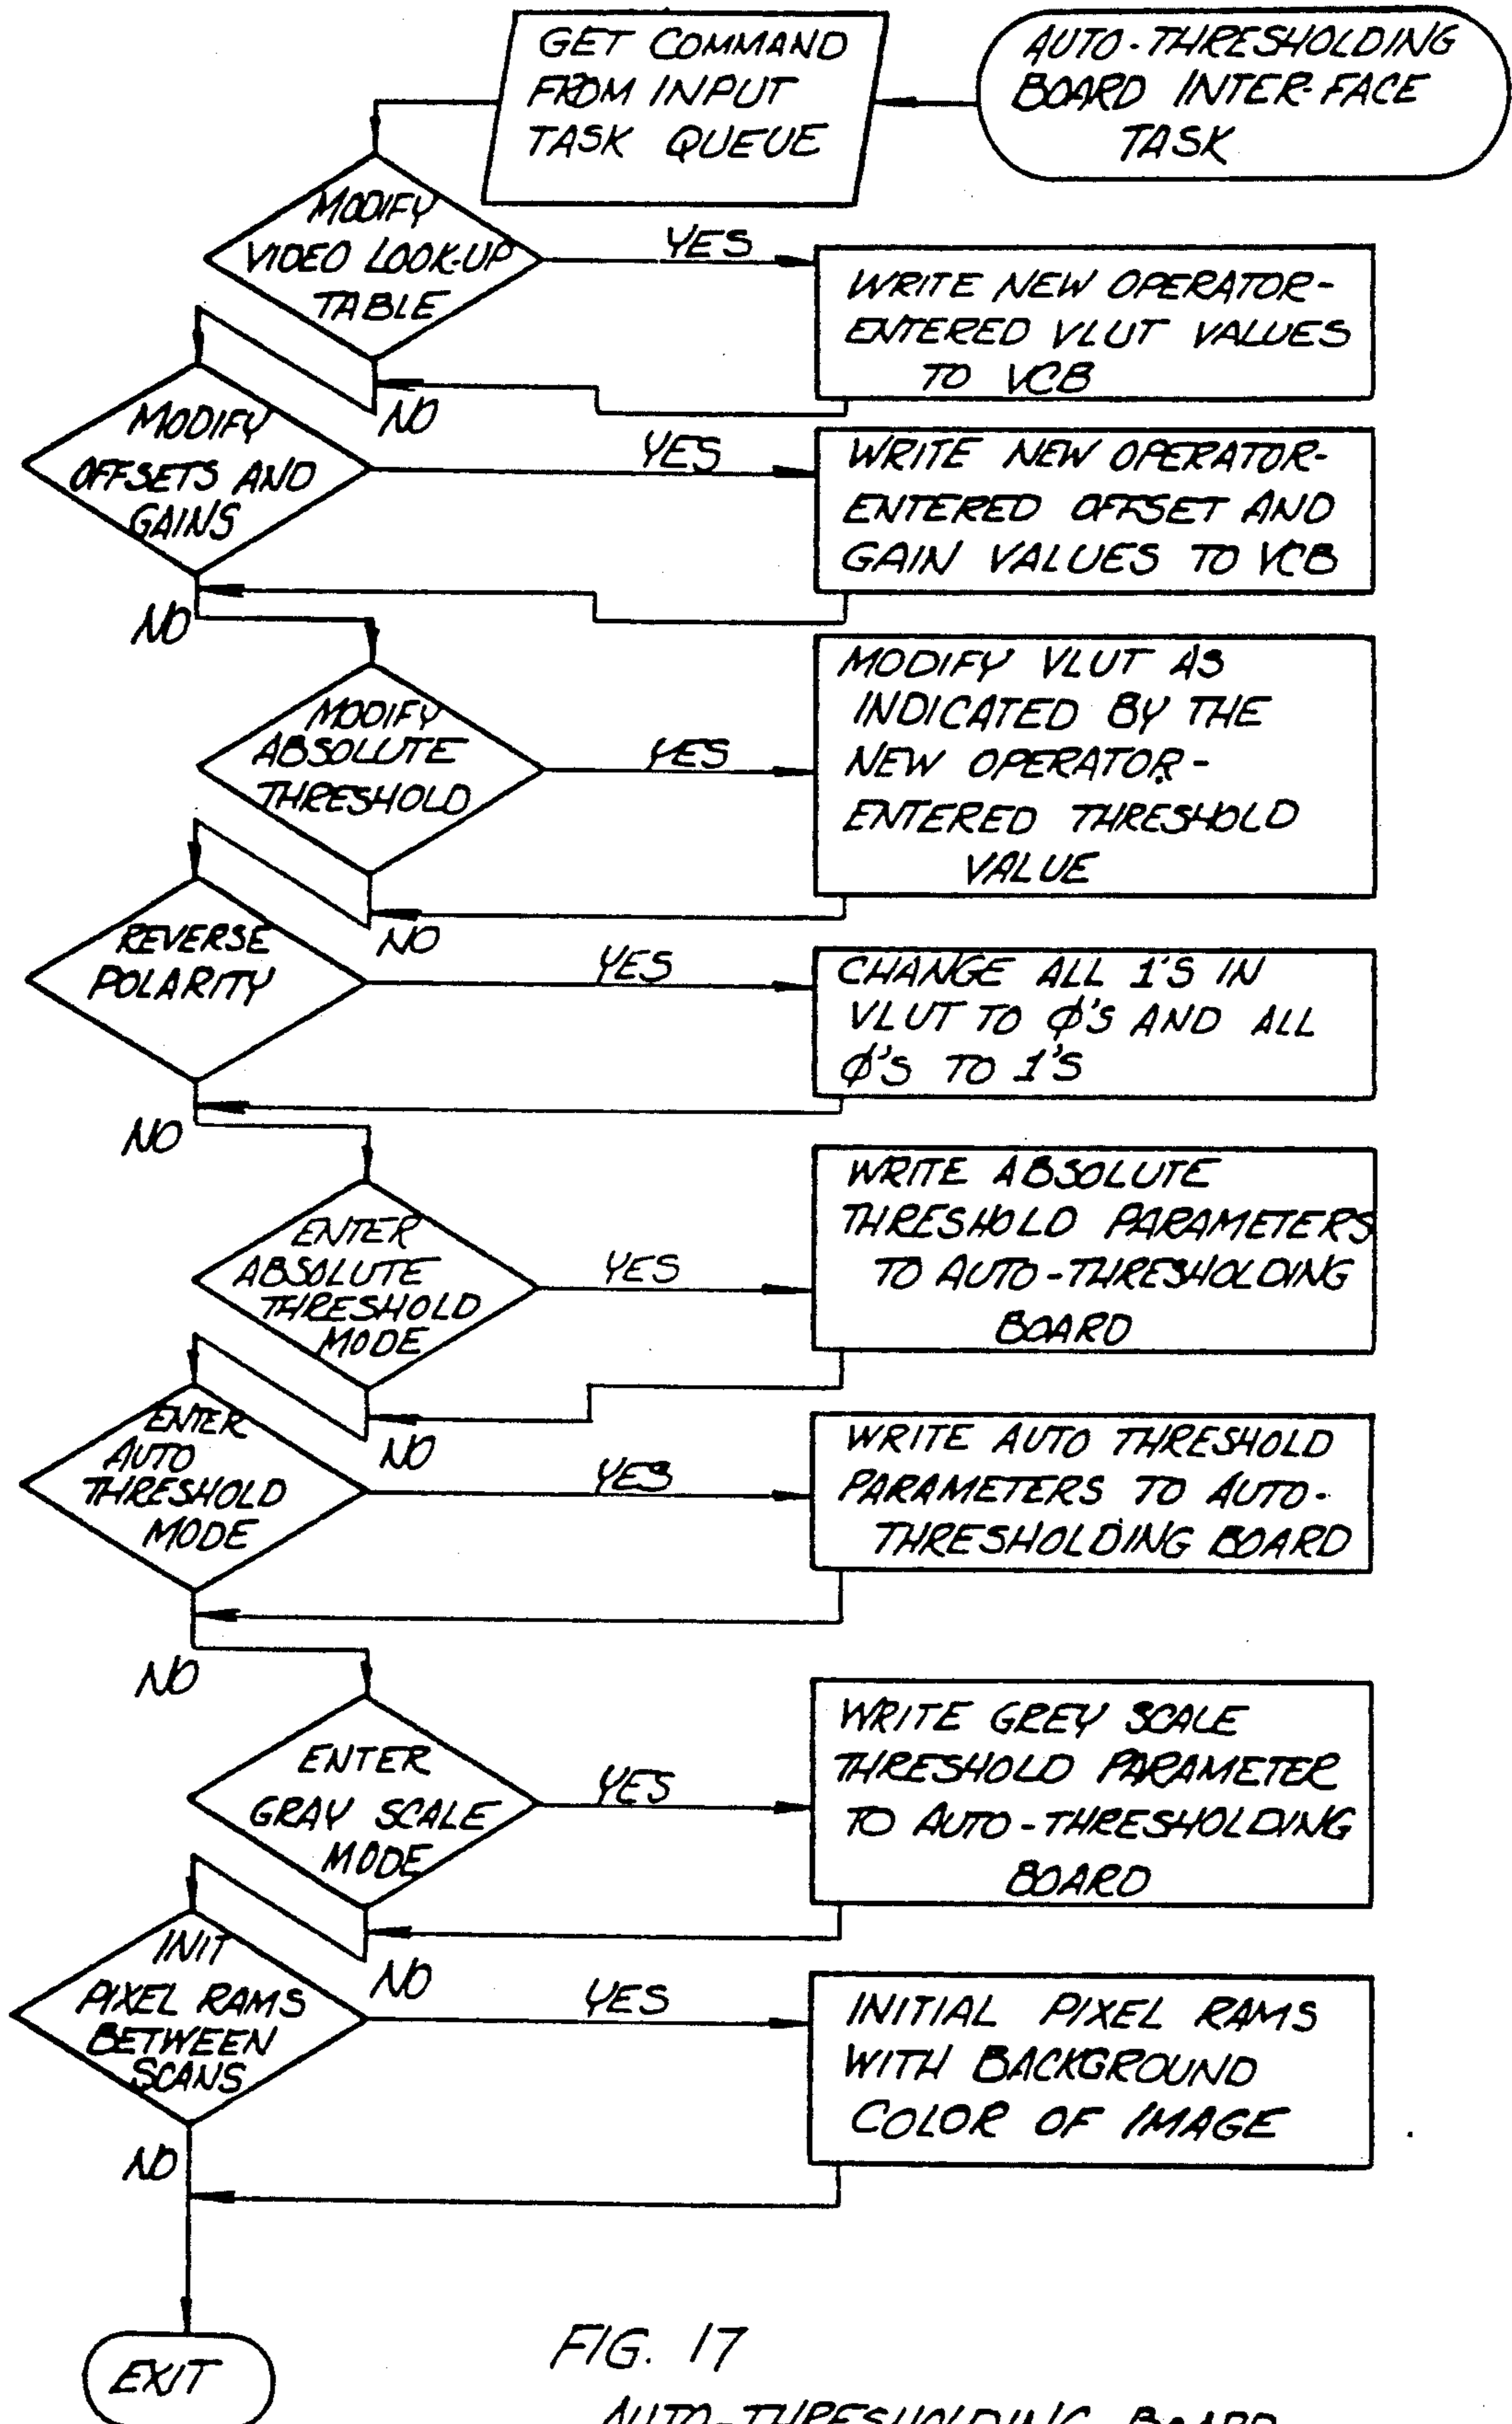 AUTO-THRESHOLDING
BOARD INTER-FACE
TASK
GET COMMAND
FROM INPUT
TASK QUEUE
MODIFY
VIDEO LOOK-UP
TABLE
YES
WRITE NEW OPERATOR-
ENTERED VLUT VALUES
TO VCB
NO
MODIFY
OFFSETS AND
GAINS
YES
WRITE NEW OPERATOR-
ENTERED OFFSET AND
GAIN VALUES TO VCB
NO
MODIFY
ABSOLUTE
THRESHOLD
YES
MODIFY VLUT AS
INDICATED BY THE
NEW OPERATOR-
ENTERED THRESHOLD
VALUE
NO
REVERSE
POLARITY
YES
CHANGE ALL 1'S IN
VLUT TO φ'S AND ALL
φ'S TO 1'S
NO
ENTER
ABSOLUTE
THRESHOLD
MODE
YES
WRITE ABSOLUTE
THRESHOLD PARAMETERS
TO AUTO-THRESHOLDING
BOARD
NO
ENTER
AUTO
THRESHOLD
MODE
YES
WRITE AUTO THRESHOLD
PARAMETERS TO AUTO-
THRESHOLDING BOARD
NO
ENTER
GRAY SCALE
MODE
YES
WRITE GREY SCALE
THRESHOLD PARAMETER
TO AUTO-THRESHOLDING
BOARD
NO
INIT
PIXEL RAMS
BETWEEN
SCANS
YES
INITIAL PIXEL RAMS
WITH BACKGROUND
COLOR OF IMAGE
NO
EXIT
FIG. 17
AUTO-THRESHOLDING BOARD